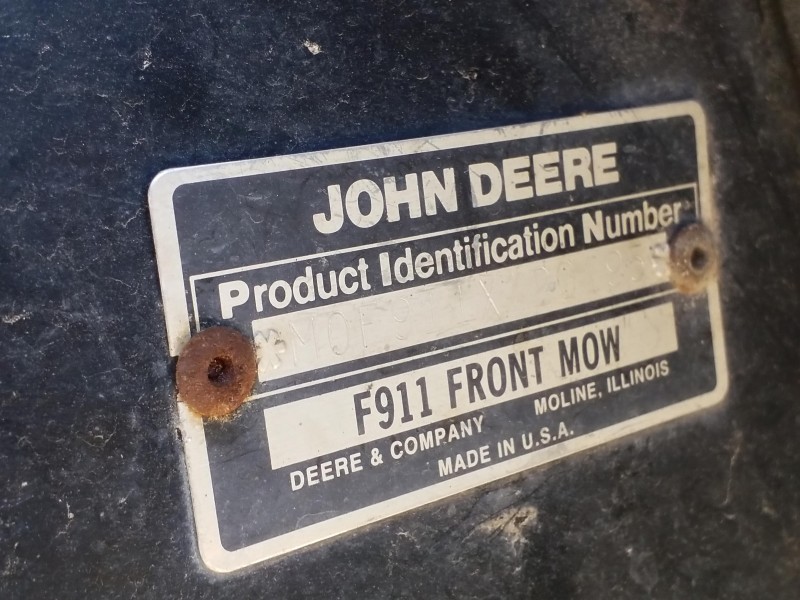 JOHN DEERE
Product Identification Number
F911 FRONT MOW
DEERE & COMPANY MOLINE, ILLINOIS
MADE IN U.S.A.